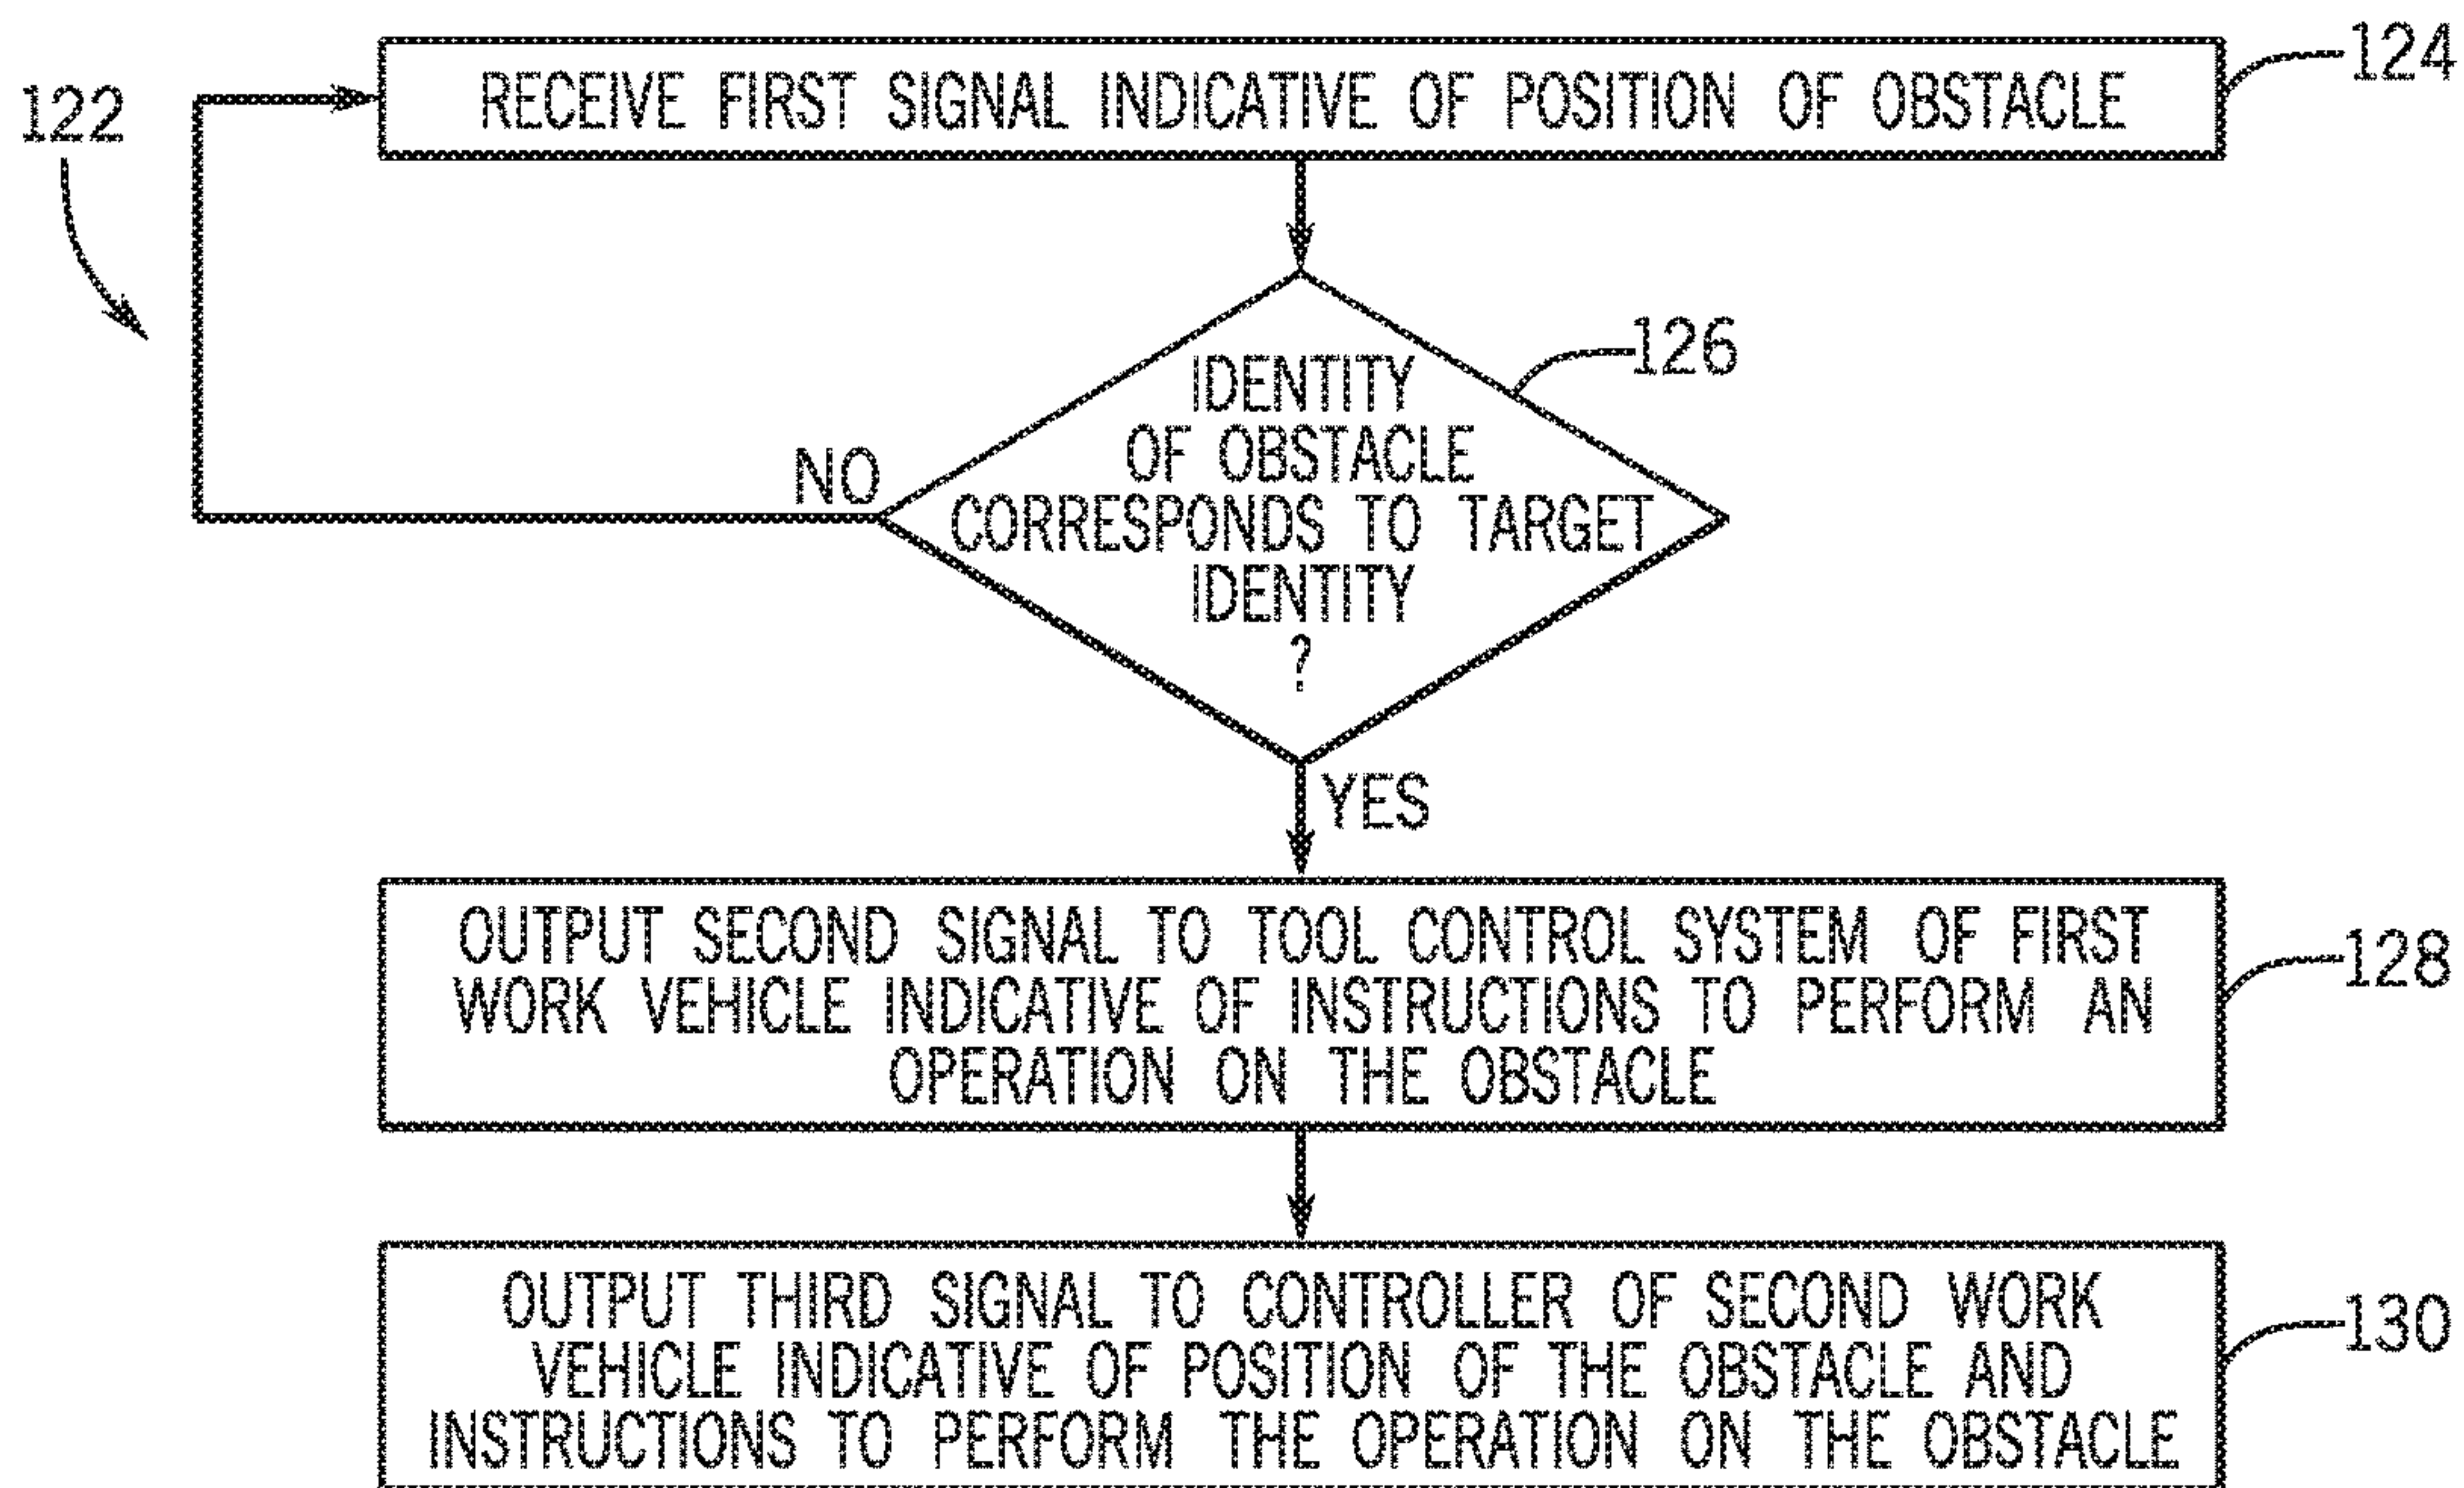 122
RECEIVE FIRST SIGNAL INDICATIVE OF POSITION OF OBSTACLE
124
IDENTITY
OF OBSTACLE
CORRESPONDS TO TARGET
IDENTITY
?
126
NO
YES
OUTPUT SECOND SIGNAL TO TOOL CONTROL SYSTEM OF FIRST
WORK VEHICLE INDICATIVE OF INSTRUCTIONS TO PERFORM AN
OPERATION ON THE OBSTACLE
128
OUTPUT THIRD SIGNAL TO CONTROLLER OF SECOND WORK
VEHICLE INDICATIVE OF POSITION OF THE OBSTACLE AND
INSTRUCTIONS TO PERFORM THE OPERATION ON THE OBSTACLE
130